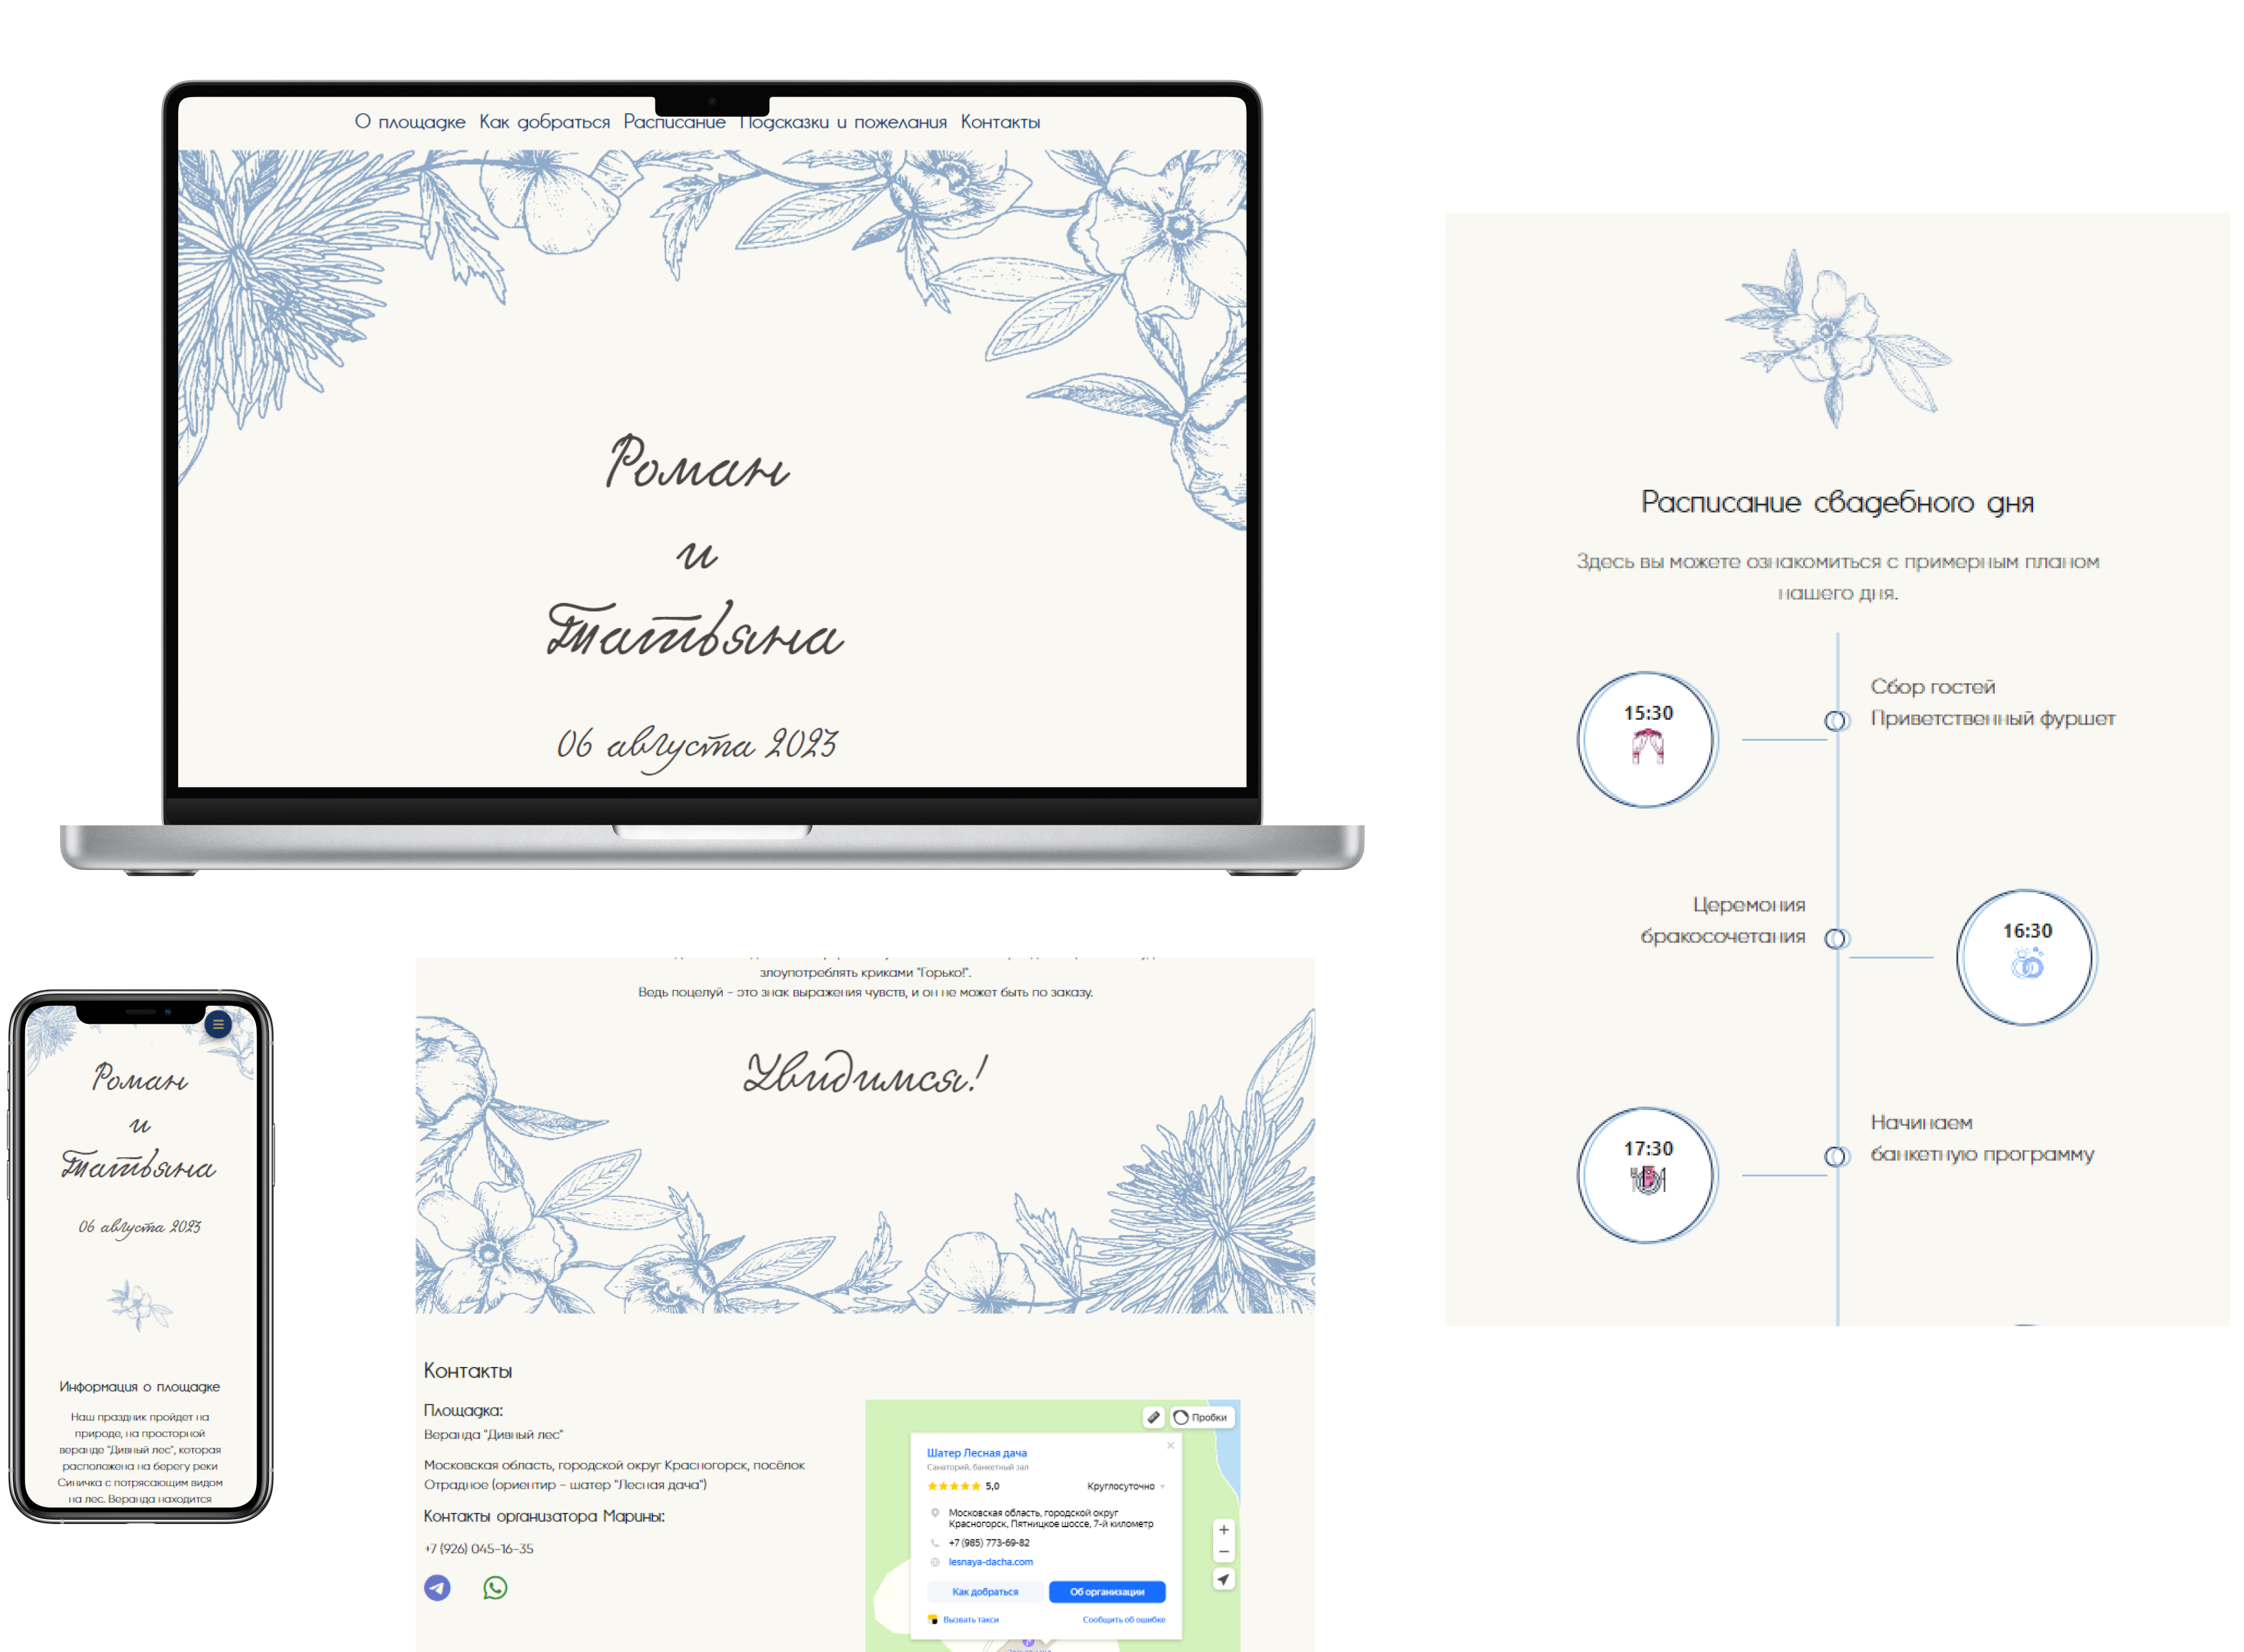 О площадке Как добраться Расписание Подсказки и пожелания Контакты
Роман
и
Татьяна
06 августа 2023
Расписание свадебного дня
Здесь вы можете ознакомиться с примерным планом
нашего дня.
15:30
Сбор гостей
Приветственный фуршет
Церемония
бракосочетания
16:30
17:30
Начинаем
банкетную программу
Роман
и
Татьяна
06 августа 2023
Информация о площадке
Наш праздник пройдет на
природе, на просторной
веранде "Дивный лес", которая
расположена на берегу реки
Синичка с потрясающим видом
на лес. Веранда находится
злоупотреблять криками "Горько!".
Ведь поцелуй – это знак выражения чувств, и он не может быть по заказу.
Увидимся!
Контакты
Площадка:
Веранда "Дивный лес"
Московская область, городской округ Красногорск, посёлок
Отрадное (ориентир – шатер "Лесная дача")
Контакты организатора Марины:
+7 (926) 045-16-35
Пробки
Шатер Лесная дача
Санаторий, банкетный зал
5,0 Круглосуточно
Московская область, городской округ
Красногорск, Пятницкое шоссе, 7-й километр
+7 (985) 773-69-82
lesnaya-dacha.com
Как добраться Об организации
Вызвать такси Сообщить об ошибке